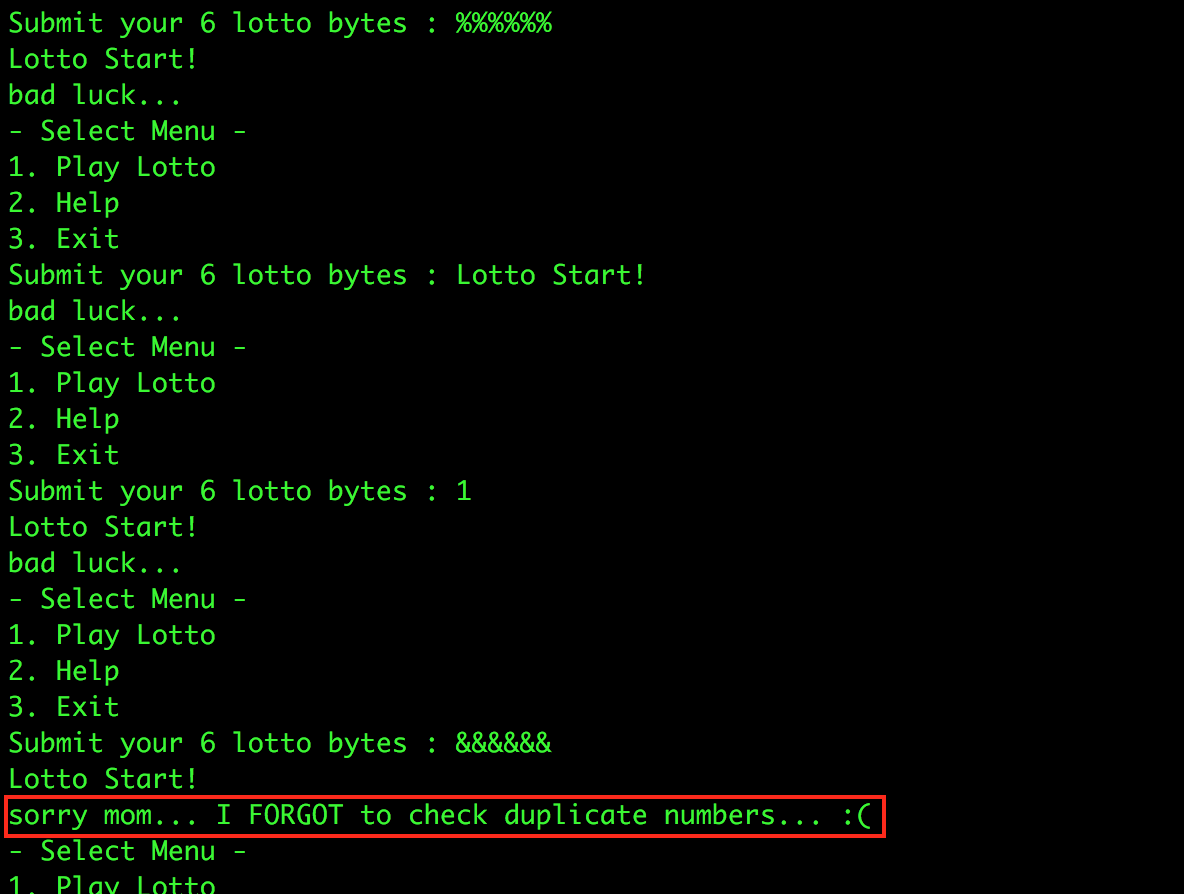 Submit your 6 lotto bytes : %%%%%%
Lotto Start!
bad luck...
- Select Menu -
1. Play Lotto
2. Help
3. Exit
Submit your 6 lotto bytes : Lotto Start!
bad luck...
- Select Menu -
1. Play Lotto
2. Help
3. Exit
Submit your 6 lotto bytes : 1
Lotto Start!
bad luck...
- Select Menu -
1. Play Lotto
2. Help
3. Exit
Submit your 6 lotto bytes : &&&&&&
Lotto Start!
sorry mom... I FORGOT to check duplicate numbers... :(
- Select Menu -
1. Play Lotto